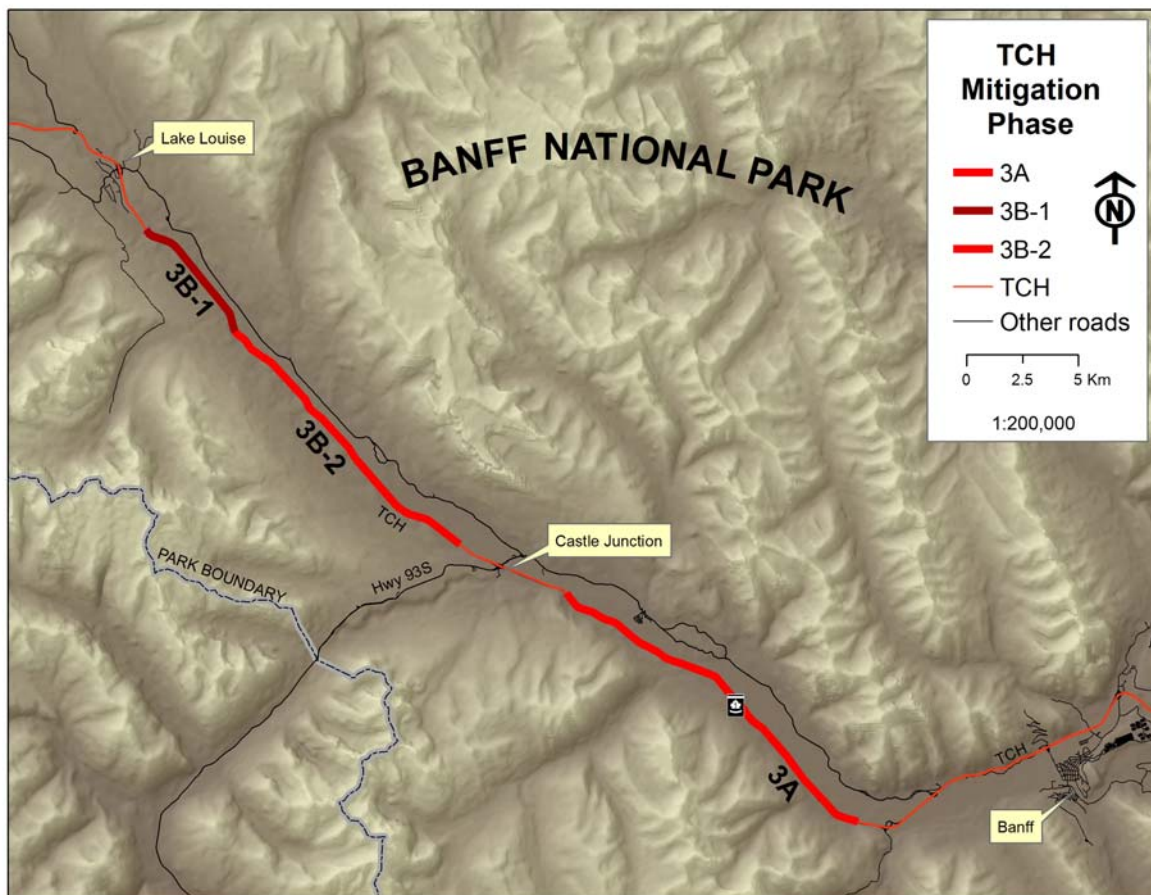 BANFF NATIONAL PARK
TCH
Mitigation
Phase
3A
3B-1
3B-2
TCH
Other roads
N
0 2.5 5 Km
1:200,000
Lake Louise
3B-1
3B-2
TCH
Castle Junction
Hwy 93S
PARK BOUNDARY
3A
TCH
Banff